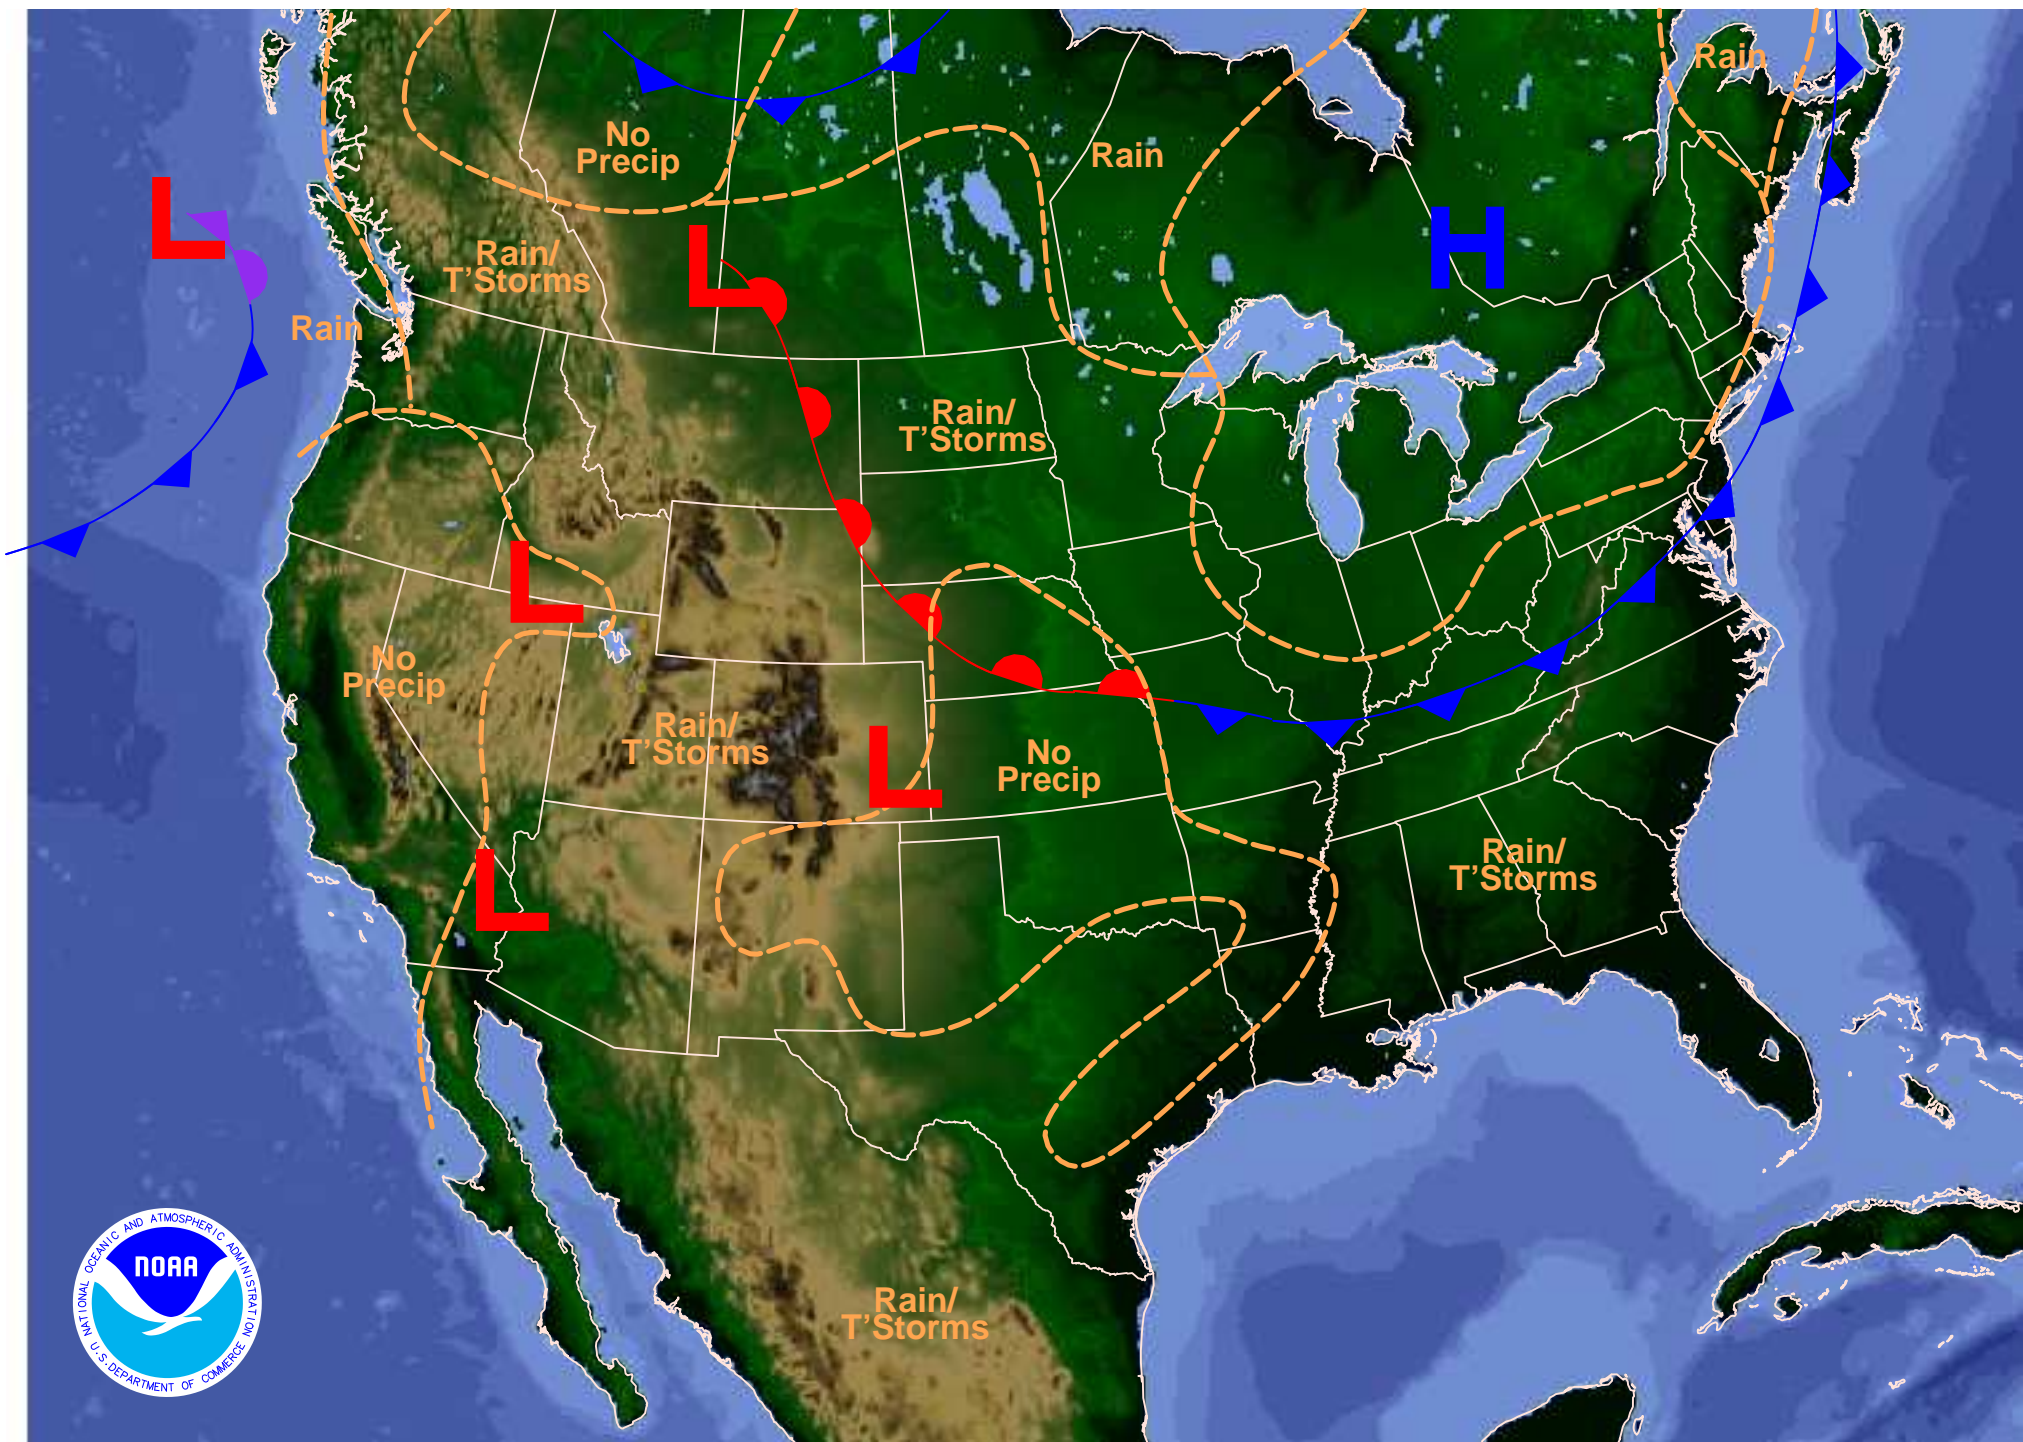 Rain
No
Precip
Rain
L
L
H
Rain/
T'Storms
Rain
Rain/
T'Storms
L
No
Precip
Rain/
T'Storms
L
No
Precip
L
Rain/
T'Storms
Rain/
T'Storms
NATIONAL OCEANIC AND ATMOSPHERIC ADMINISTRATION
NOAA
U.S. DEPARTMENT OF COMMERCE